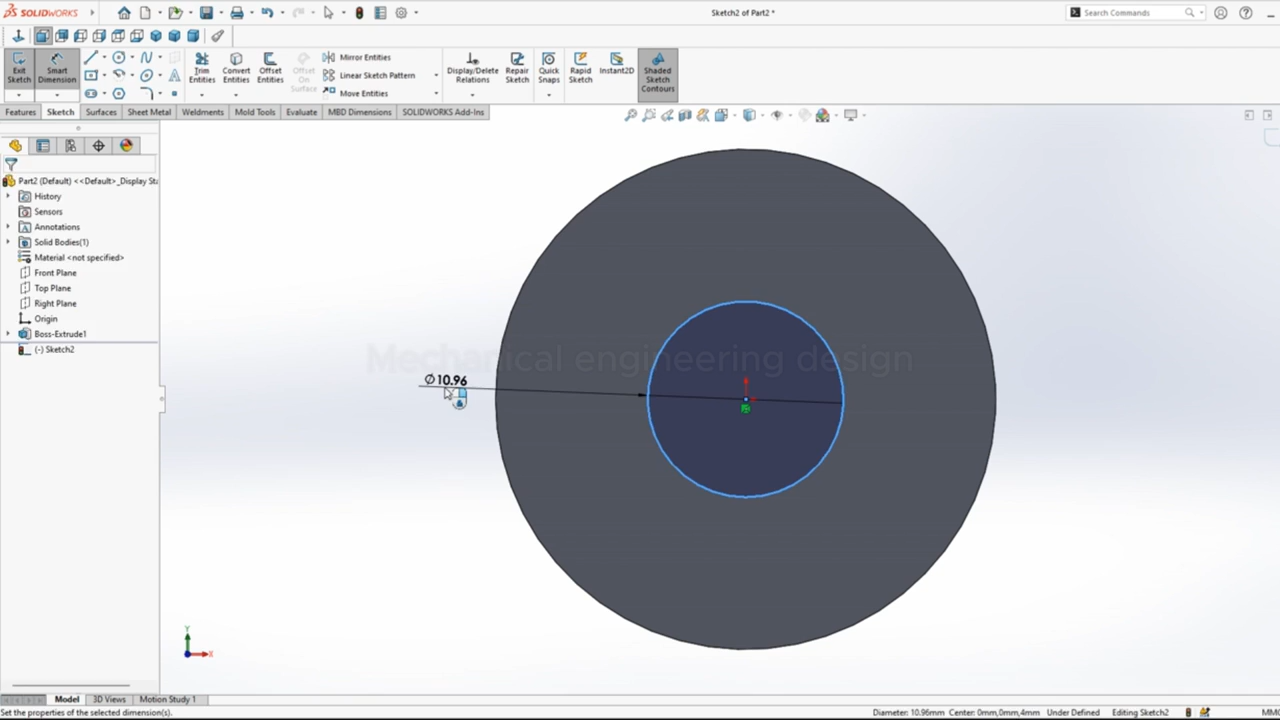 SOLIDWORKS
Sketch2 of Part2 *
Search Commands
Exit Sketch
Smart Dimension
Trim Entities
Convert Entities
Offset Entities
Offset On Surface
Mirror Entities
Linear Sketch Pattern
Move Entities
Display/Delete Relations
Repair Sketch
Quick Snaps
Rapid Sketch
Instant2D
Shaded Sketch Contours
Features Sketch Surfaces Sheet Metal Weldments Mold Tools Evaluate MBD Dimensions SOLIDWORKS Add-Ins
Part2 (Default) <<Default>_Display Sta
History
Sensors
Annotations
Solid Bodies(1)
Material <not specified>
Front Plane
Top Plane
Right Plane
Origin
Boss-Extrude1
(-) Sketch2
Mechanical engineering design
∅10.96
Y
X
Model 3D Views Motion Study 1
Set the properties of the selected dimension(s). Diameter: 10.96mm Center: 0mm,0mm,4mm Under Defined Editing Sketch2